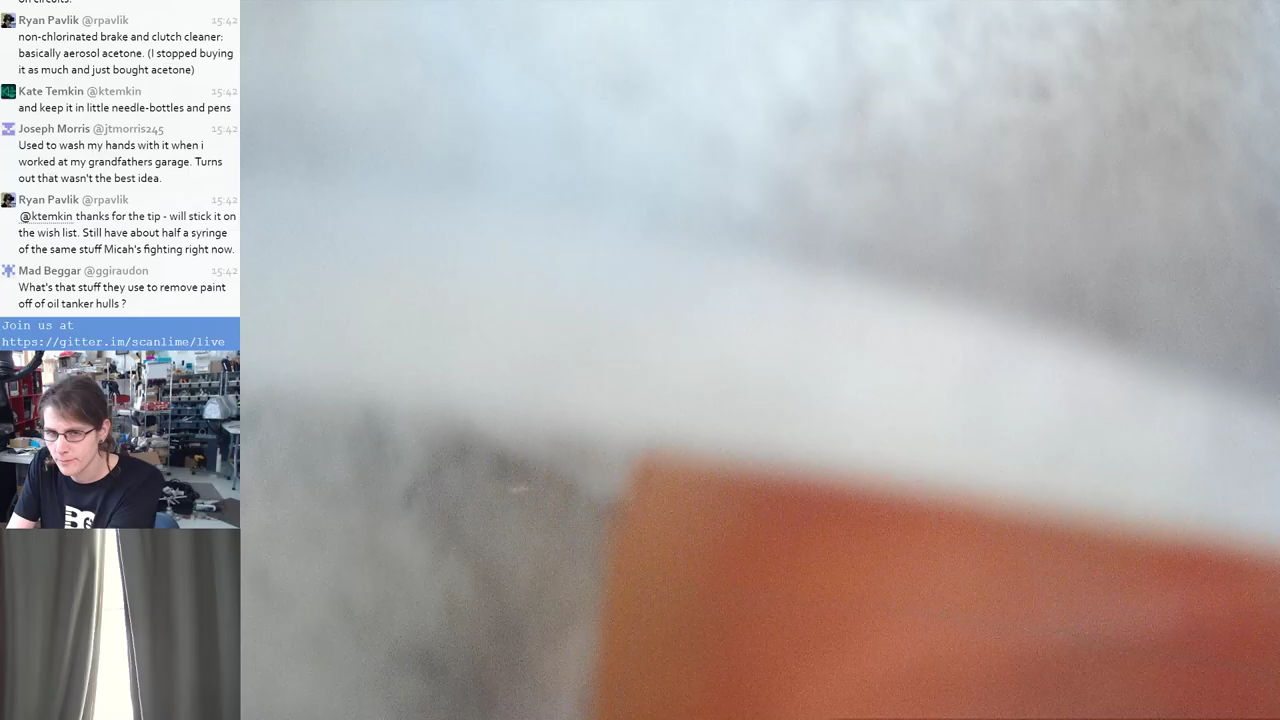 on circuits.
Ryan Pavlik @rpavlik 15:42
non-chlorinated brake and clutch cleaner:
basically aerosol acetone. (I stopped buying
it as much and just bought acetone)
Kate Temkin @ktemkin 15:42
and keep it in little needle-bottles and pens
Joseph Morris @jtmorris245 15:42
Used to wash my hands with it when i
worked at my grandfathers garage. Turns
out that wasn't the best idea.
Ryan Pavlik @rpavlik 15:42
@ktemkin thanks for the tip - will stick it on
the wish list. Still have about half a syringe
of the same stuff Micah's fighting right now.
Mad Beggar @ggiraudon 15:42
What's that stuff they use to remove paint
off of oil tanker hulls ?
Join us at
https://gitter.im/scanlime/live